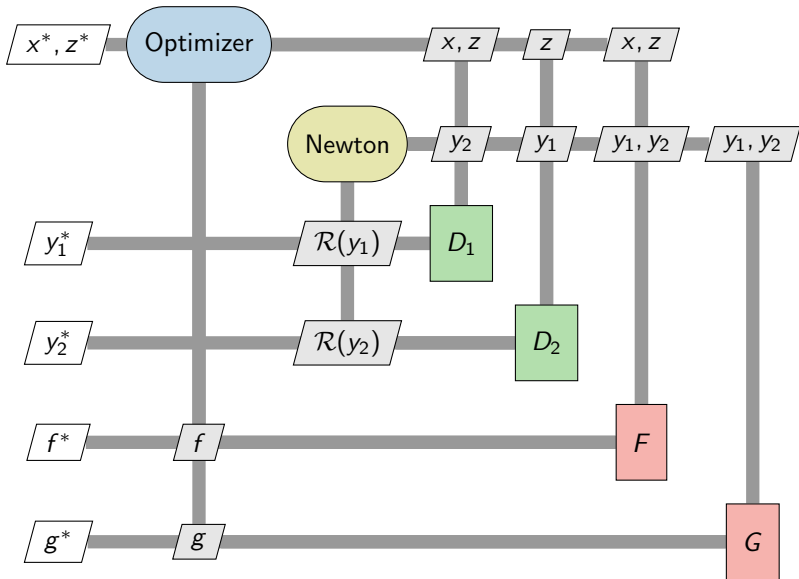 x*, z* Optimizer x, z z x, z
Newton y₂ y₁ y₁, y₂ y₁, y₂
y₁* ℛ(y₁) D₁
y₂* ℛ(y₂) D₂
f* f F
g* g G